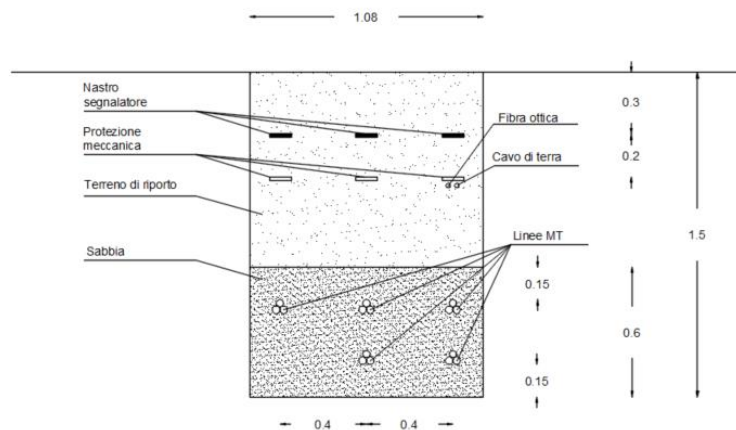 1.08
Nastro
segnalatore
0.3
Fibra ottica
Protezione
meccanica
0.2
Cavo di terra
Terreno di riporto
Linee MT
1.5
Sabbia
0.15
0.6
0.15
0.4
0.4